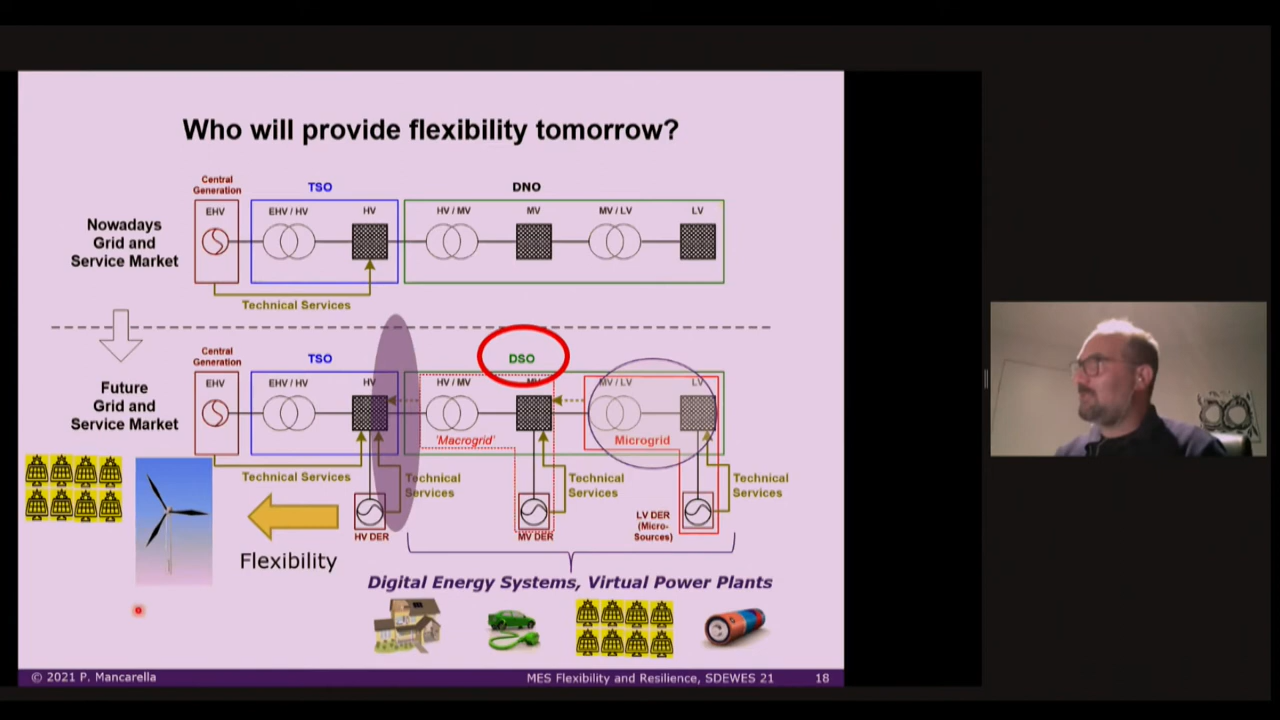 Who will provide flexibility tomorrow?
Central
Generation
TSO
DNO
EHV
EHV / HV
HV
HV / MV
MV
MV / LV
LV
Nowadays
Grid and
Service Market
Technical Services
Central
Generation
TSO
DSO
EHV
EHV / HV
HV
HV / MV
MV
MV / LV
LV
Future
Grid and
Service Market
'Macrogrid'
Microgrid
Technical Services
Technical
Services
Technical
Services
Technical
Services
HV DER
MV DER
LV DER
(Micro-
Sources)
Flexibility
Digital Energy Systems, Virtual Power Plants
© 2021 P. Mancarella
MES Flexibility and Resilience, SDEWES 21
18